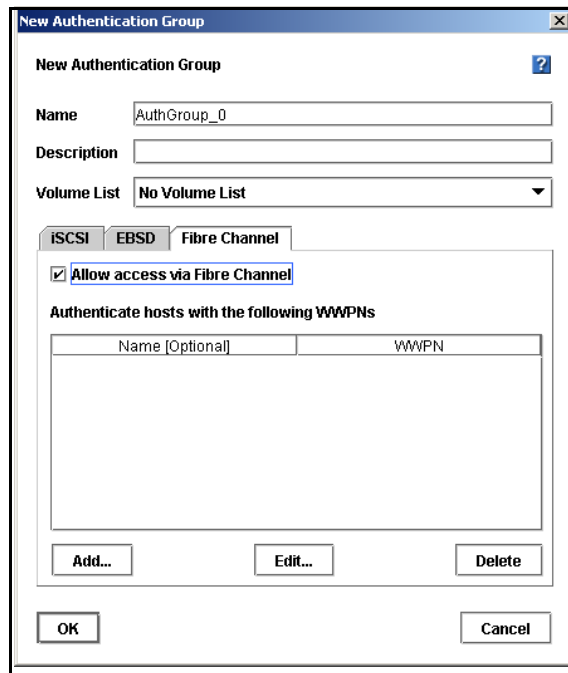 New Authentication Group
New Authentication Group ?
Name AuthGroup_0
Description
Volume List No Volume List
iSCSI EBSD Fibre Channel
Allow access via Fibre Channel
Authenticate hosts with the following WWPNs
Name [Optional] WWPN
Add... Edit... Delete
OK Cancel